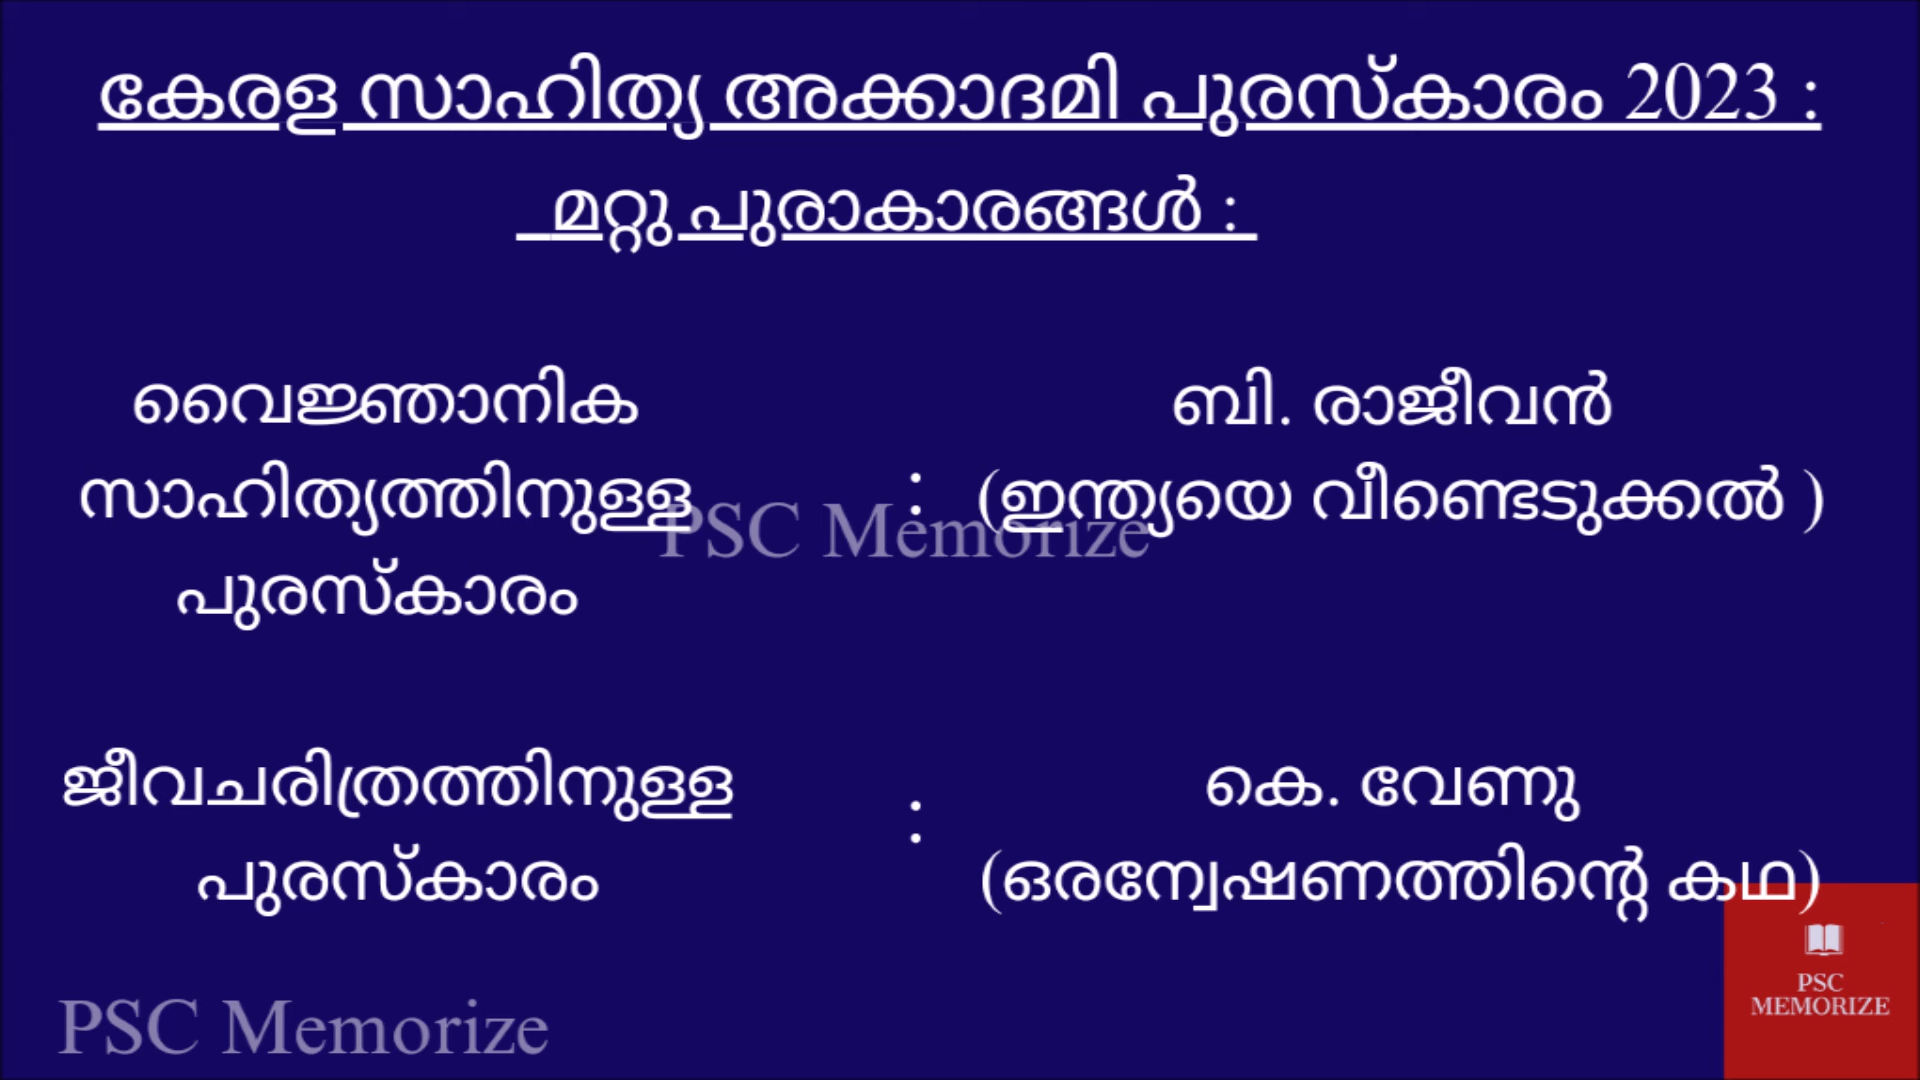 കേരള സാഹിത്യ അക്കാദമി പുരസ്കാരം 2023 :
മറ്റു പുരാകാരങ്ങൾ :
വൈജ്ഞാനിക
സാഹിത്യത്തിനുള്ള
പുരസ്കാരം
:
ബി. രാജീവൻ
(ഇന്ത്യയെ വീണ്ടെടുക്കൽ )
PSC Memorize
ജീവചരിത്രത്തിനുള്ള
പുരസ്കാരം
:
കെ. വേണു
(ഒരന്വേഷണത്തിന്റെ കഥ)
PSC Memorize
PSC
MEMORIZE